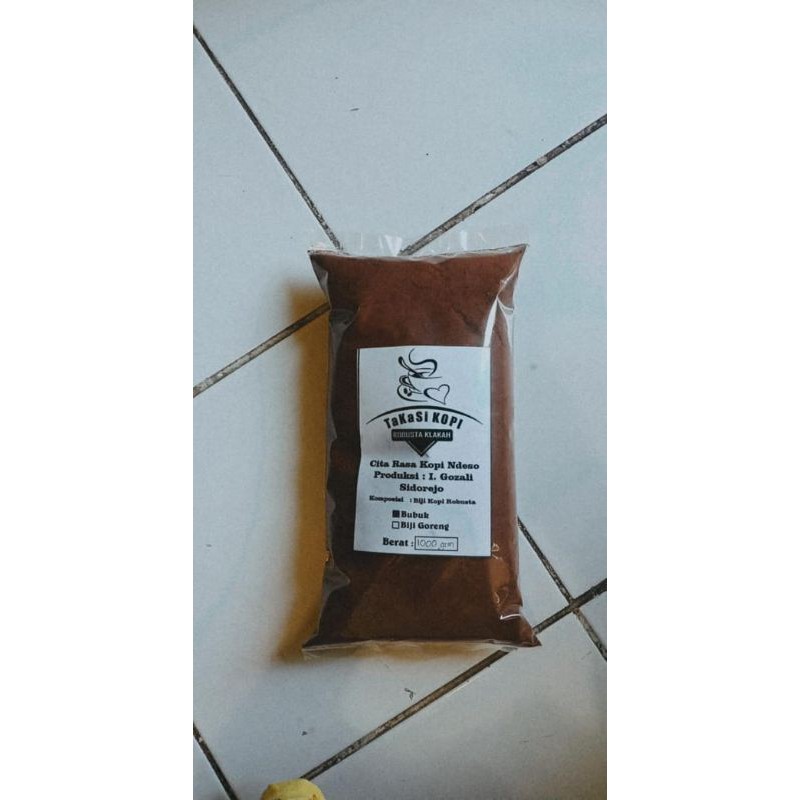 TaKaSi KOPI
ROBUSTA KLAKAH
Cita Rasa Kopi Ndeso
Produksi : I. Gozali
Sidorejo
Komposisi : Biji Kopi Robusta
Bubuk
Biji Goreng
Berat : 1000 gram